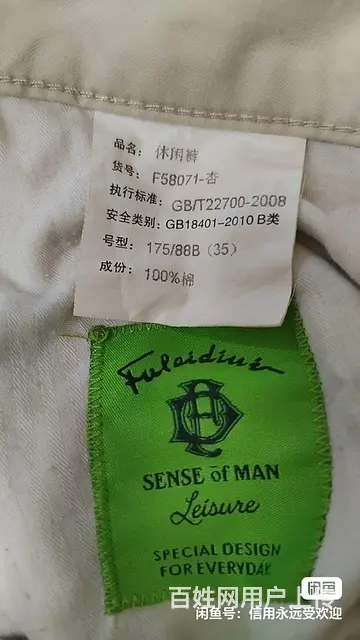 品名：休闲裤
货号：F58071-杏
执行标准：GB/T22700-2008
安全类别：GB18401-2010 B类
号型：175/88B（35）
成份：100%棉
SENSE of MAN
Leisure
SPECIAL DESIGN
FOR EVERYDAY
闲鱼
百姓网用户上传
闲鱼号：信用永远受欢迎